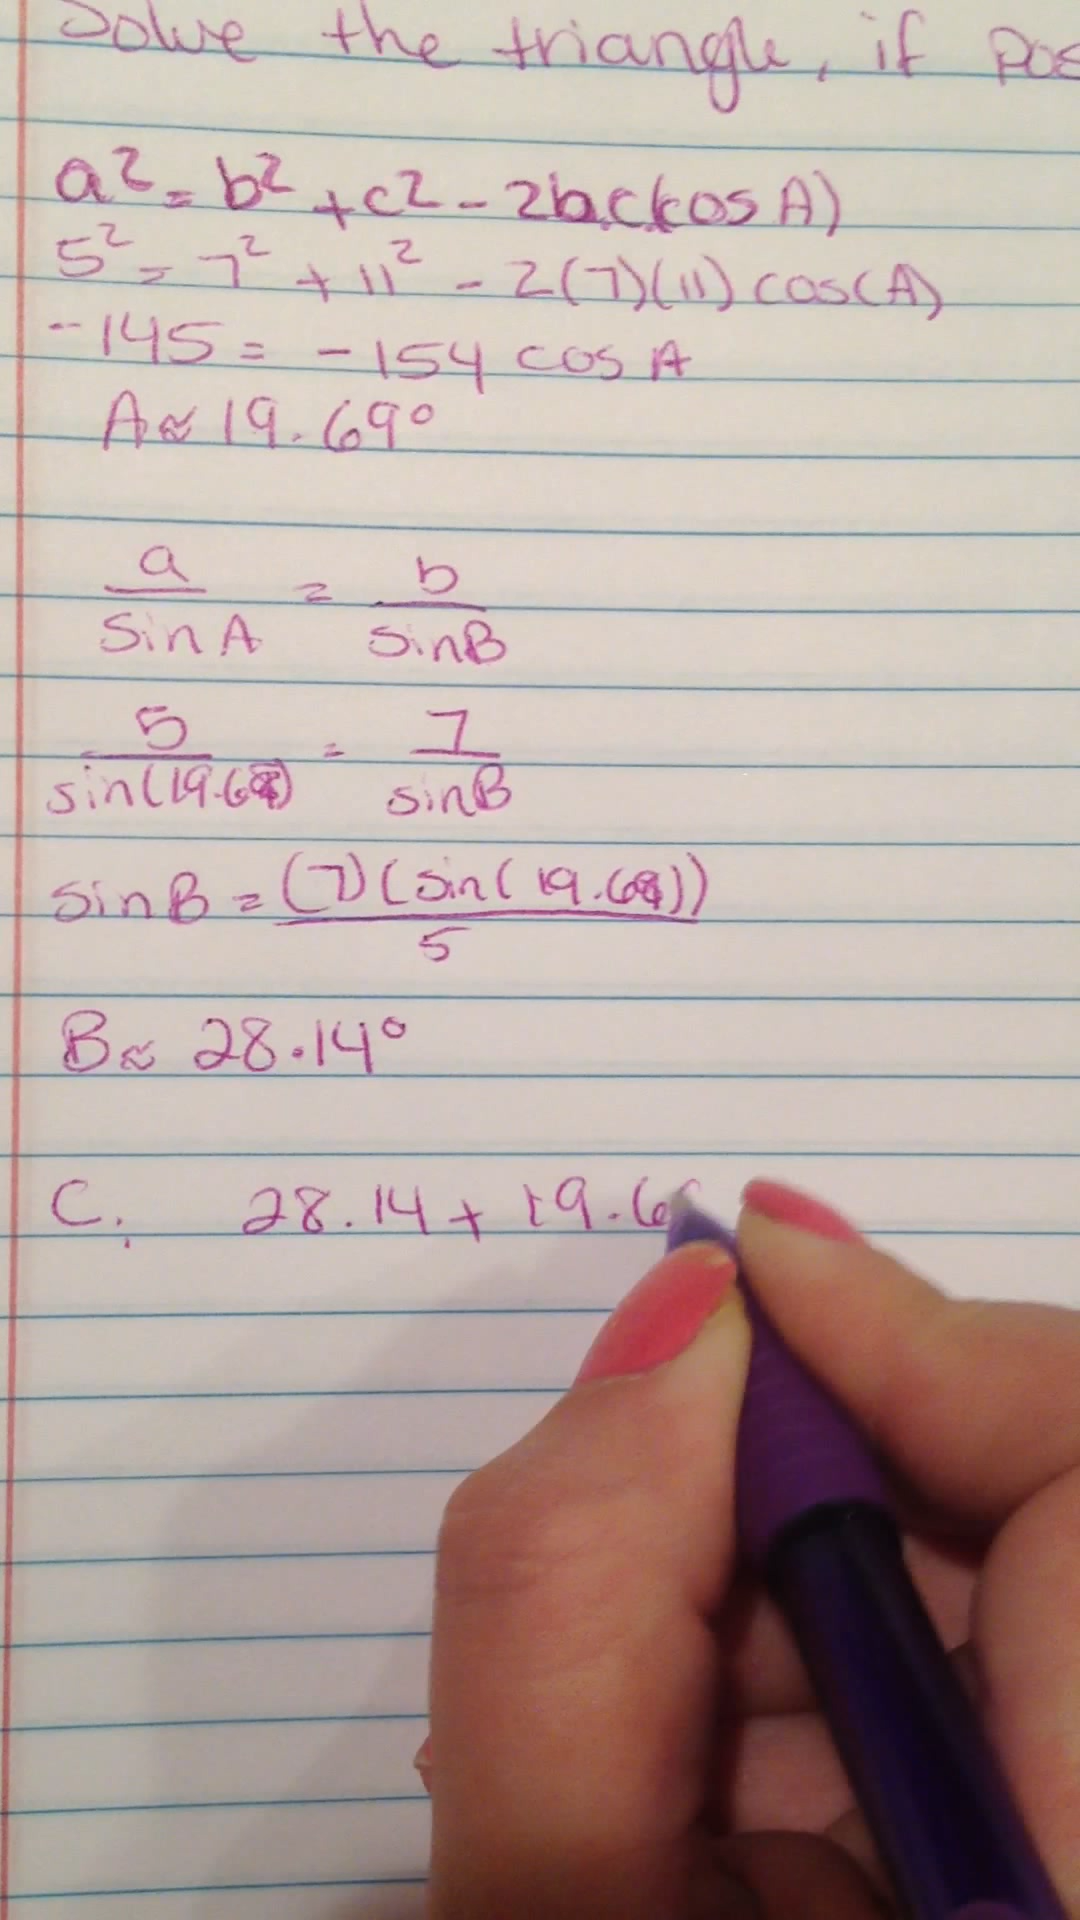 Solve the triangle, if pos
a² = b² + c² - 2bc(cos A)
5² = 7² + 11² - 2(7)(11) cos(A)
-145 = -154 cos A
A ≈ 19.69°
a/sin A = b/sin B
5/sin(19.69) = 7/sin B
sin B = (7)(sin(19.69))/5
B ≈ 28.14°
C. 28.14 + 19.6